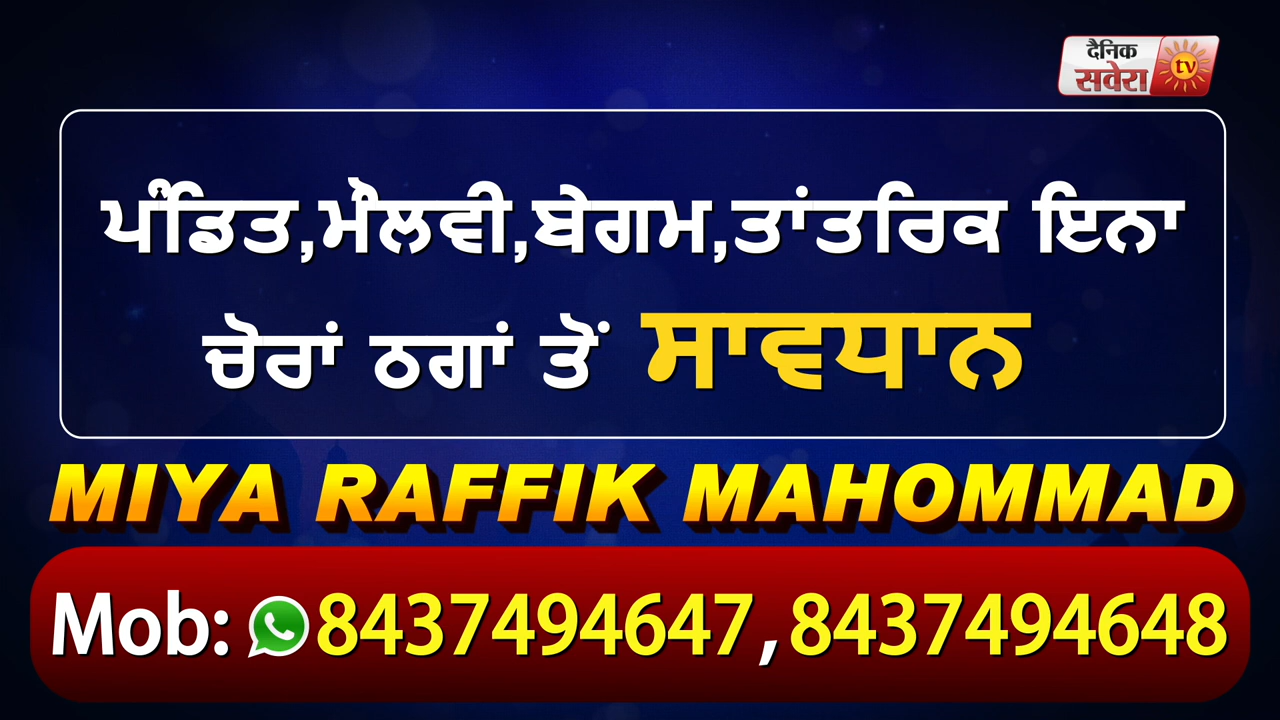 दैनिक
सवेरा tv
ਪੰਡਿਤ,ਮੌਲਵੀ,ਬੇਗਮ,ਤਾਂਤਰਿਕ ਇਨਾ
ਚੋਰਾਂ ਠਗਾਂ ਤੋਂ ਸਾਵਧਾਨ
MIYA RAFFIK MAHOMMAD
Mob: 8437494647, 8437494648